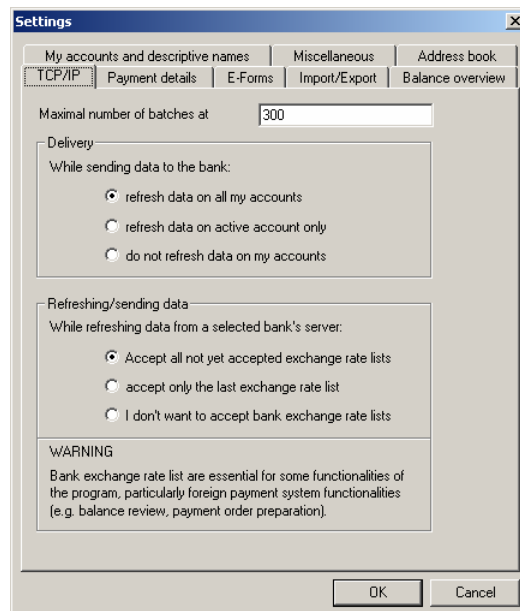 Settings
My accounts and descriptive names
Miscellaneous
Address book
TCP/IP
Payment details
E-Forms
Import/Export
Balance overview
Maximal number of batches at
300
Delivery
While sending data to the bank:
refresh data on all my accounts
refresh data on active account only
do not refresh data on my accounts
Refreshing/sending data
While refreshing data from a selected bank's server:
Accept all not yet accepted exchange rate lists
accept only the last exchange rate list
I don't want to accept bank exchange rate lists
WARNING
Bank exchange rate list are essential for some functionalities of
the program, particularly foreign payment system functionalities
(e.g. balance review, payment order preparation).
OK
Cancel